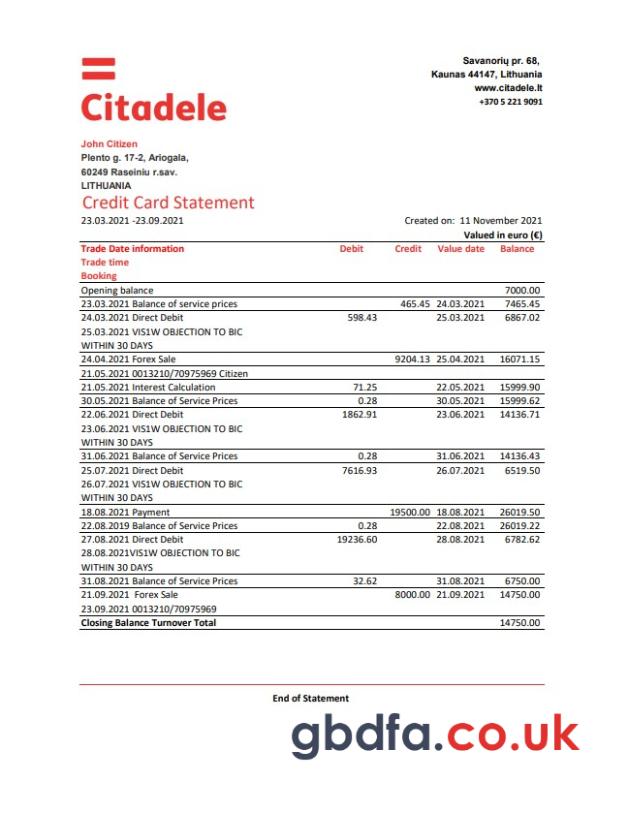 Citadele
Savanorių pr. 68,
Kaunas 44147, Lithuania
www.citadele.lt
+370 5 221 9091
John Citizen
Plento g. 17-2, Ariogala,
60249 Raseiniu r.sav.
LITHUANIA
Credit Card Statement
23.03.2021 -23.09.2021 Created on: 11 November 2021
Valued in euro (€)
Trade Date information Debit Credit Value date Balance
Trade time
Booking
Opening balance 7000.00
23.03.2021 Balance of service prices 465.45 24.03.2021 7465.45
24.03.2021 Direct Debit 598.43 25.03.2021 6867.02
25.03.2021 VIS1W OBJECTION TO BIC
WITHIN 30 DAYS
24.04.2021 Forex Sale 9204.13 25.04.2021 16071.15
21.05.2021 0013210/70975969 Citizen
21.05.2021 Interest Calculation 71.25 22.05.2021 15999.90
30.05.2021 Balance of Service Prices 0.28 30.05.2021 15999.62
22.06.2021 Direct Debit 1862.91 23.06.2021 14136.71
23.06.2021 VIS1W OBJECTION TO BIC
WITHIN 30 DAYS
31.06.2021 Balance of Service Prices 0.28 31.06.2021 14136.43
25.07.2021 Direct Debit 7616.93 26.07.2021 6519.50
26.07.2021 VIS1W OBJECTION TO BIC
WITHIN 30 DAYS
18.08.2021 Payment 19500.00 18.08.2021 26019.50
22.08.2019 Balance of Service Prices 0.28 22.08.2021 26019.22
27.08.2021 Direct Debit 19236.60 28.08.2021 6782.62
28.08.2021VIS1W OBJECTION TO BIC
WITHIN 30 DAYS
31.08.2021 Balance of Service Prices 32.62 31.08.2021 6750.00
21.09.2021 Forex Sale 8000.00 21.09.2021 14750.00
23.09.2021 0013210/70975969
Closing Balance Turnover Total 14750.00
End of Statement
gbdfa.co.uk